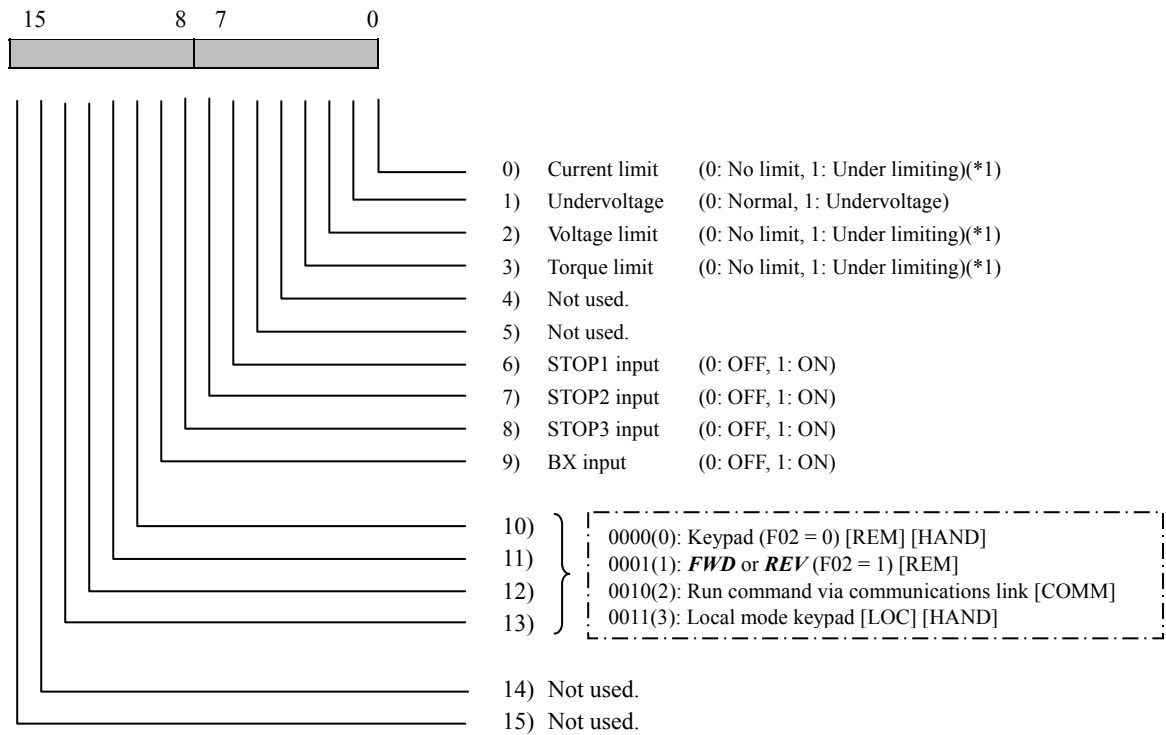 15 8 7 0
0) Current limit (0: No limit, 1: Under limiting)(*1)
1) Undervoltage (0: Normal, 1: Undervoltage)
2) Voltage limit (0: No limit, 1: Under limiting)(*1)
3) Torque limit (0: No limit, 1: Under limiting)(*1)
4) Not used.
5) Not used.
6) STOP1 input (0: OFF, 1: ON)
7) STOP2 input (0: OFF, 1: ON)
8) STOP3 input (0: OFF, 1: ON)
9) BX input (0: OFF, 1: ON)
10)
11)
12)
13)
0000(0): Keypad (F02 = 0) [REM] [HAND]
0001(1): FWD or REV (F02 = 1) [REM]
0010(2): Run command via communications link [COMM]
0011(3): Local mode keypad [LOC] [HAND]
14) Not used.
15) Not used.